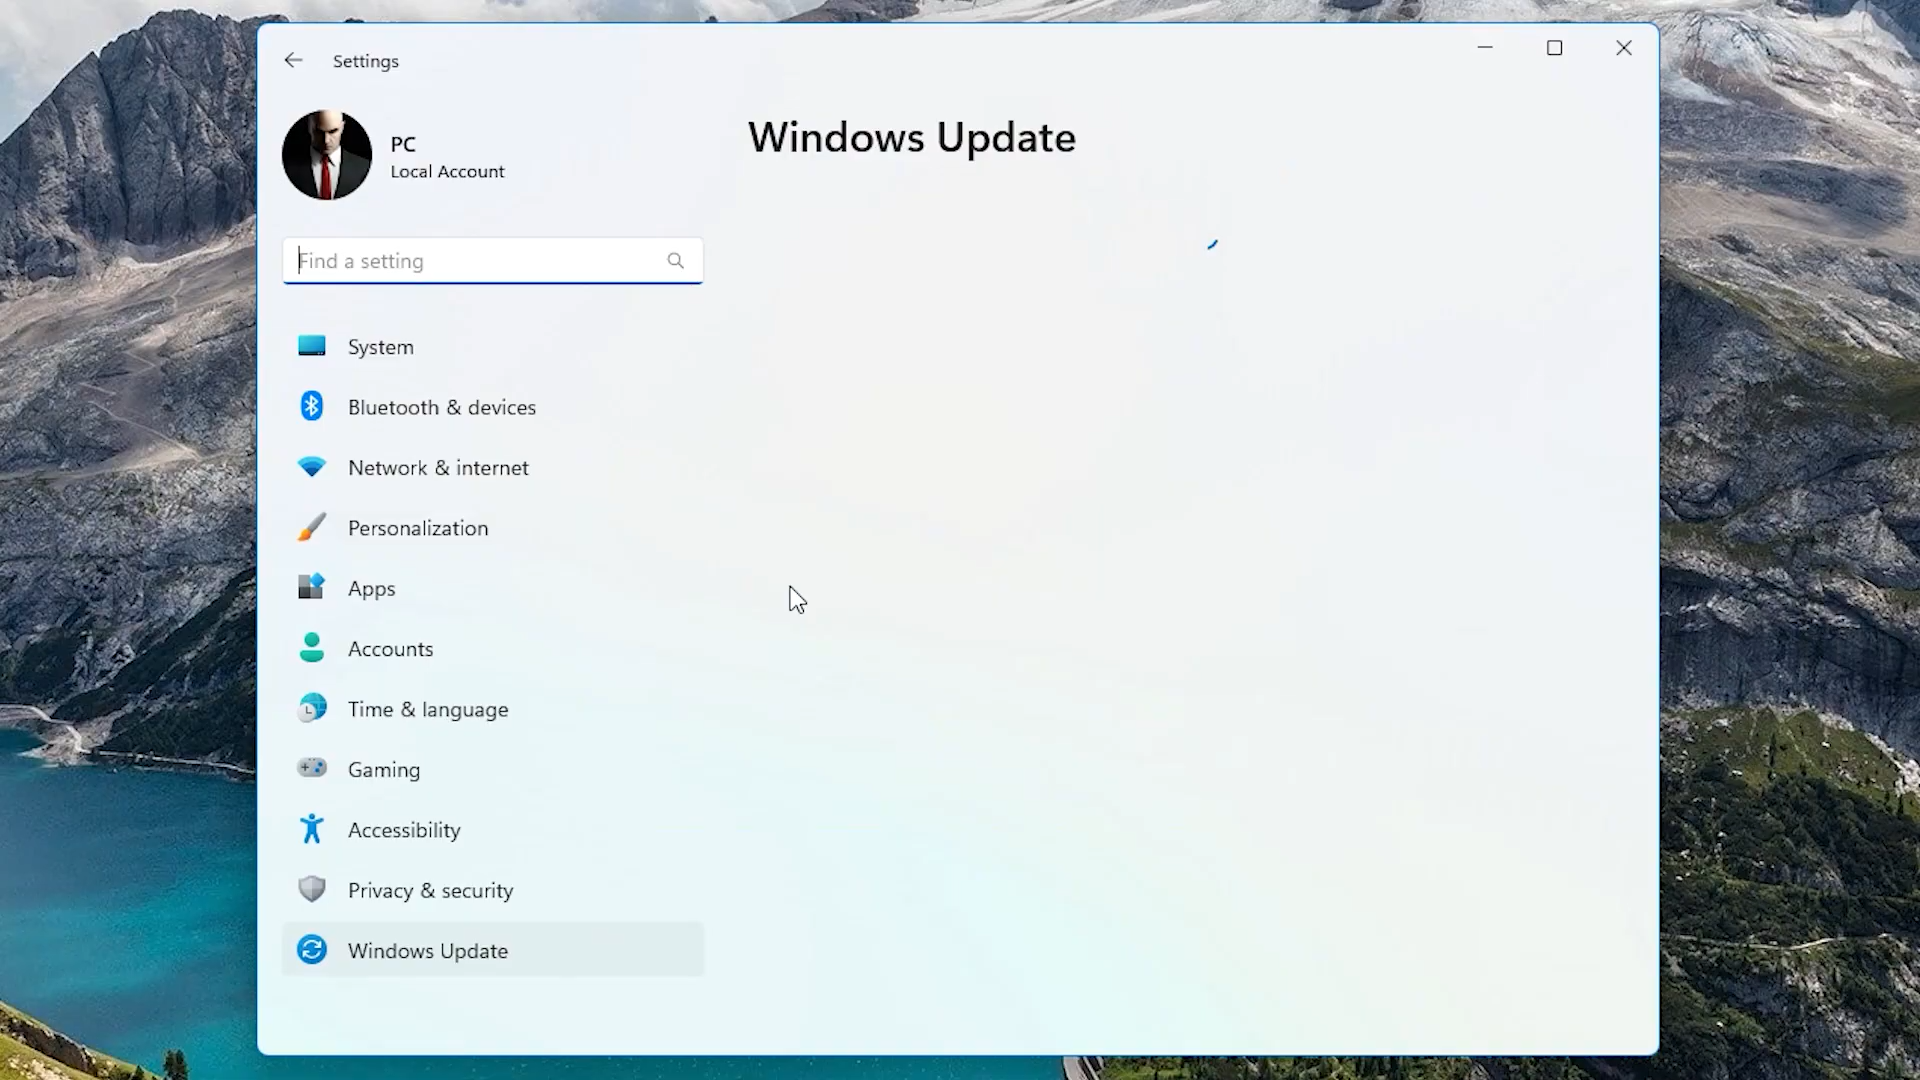 Settings
PC
Local Account
Windows Update
Find a setting
System
Bluetooth & devices
Network & internet
Personalization
Apps
Accounts
Time & language
Gaming
Accessibility
Privacy & security
Windows Update